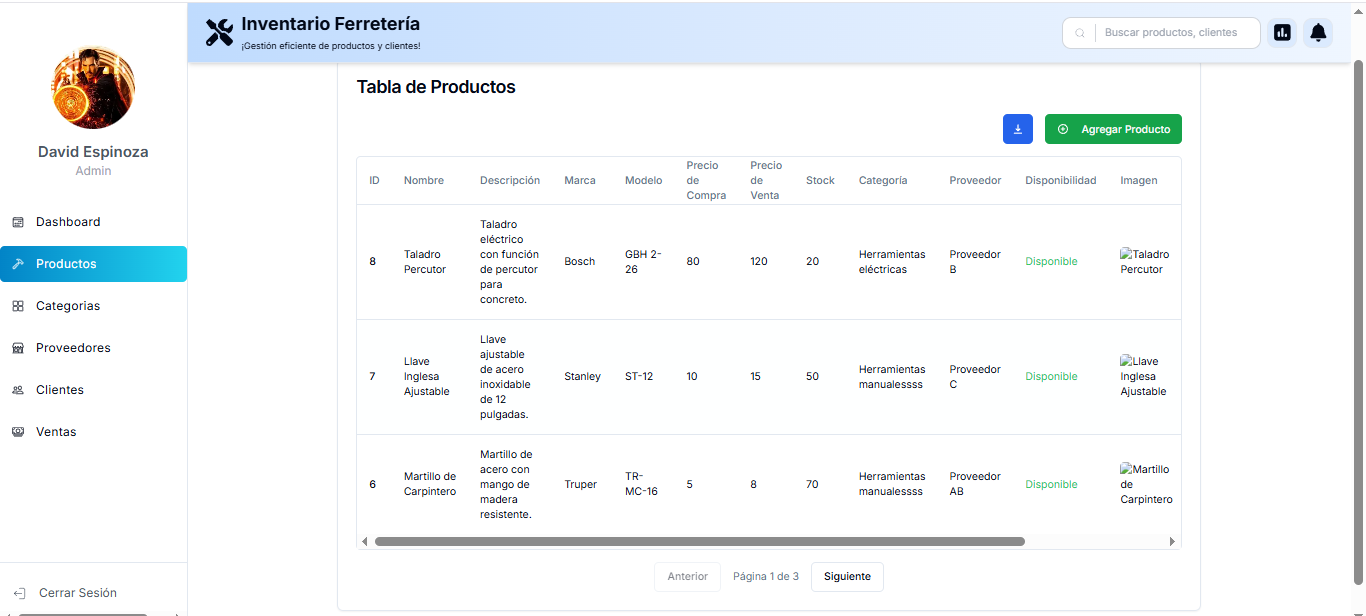 Inventario Ferretería
¡Gestión eficiente de productos y clientes!
Buscar productos, clientes
David Espinoza
Admin
Dashboard
Productos
Categorias
Proveedores
Clientes
Ventas
Cerrar Sesión
Tabla de Productos
Agregar Producto
ID
Nombre
Descripción
Marca
Modelo
Precio
de
Compra
Precio
de
Venta
Stock
Categoría
Proveedor
Disponibilidad
Imagen
8
Taladro
Percutor
Taladro
eléctrico
con función
de percutor
para
concreto.
Bosch
GBH 2-
26
80
120
20
Herramientas
eléctricas
Proveedor
B
Disponible
Taladro
Percutor
7
Llave
Inglesa
Ajustable
Llave
ajustable
de acero
inoxidable
de 12
pulgadas.
Stanley
ST-12
10
15
50
Herramientas
manualessss
Proveedor
C
Disponible
Llave
Inglesa
Ajustable
6
Martillo de
Carpintero
Martillo de
acero con
mango de
madera
resistente.
Truper
TR-
MC-16
5
8
70
Herramientas
manualessss
Proveedor
AB
Disponible
Martillo
de
Carpintero
Anterior
Página 1 de 3
Siguiente